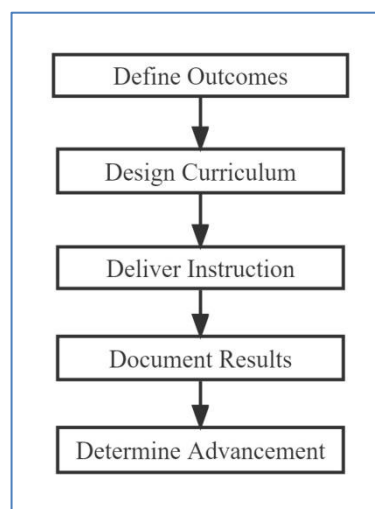 Define Outcomes
Design Curriculum
Deliver Instruction
Document Results
Determine Advancement